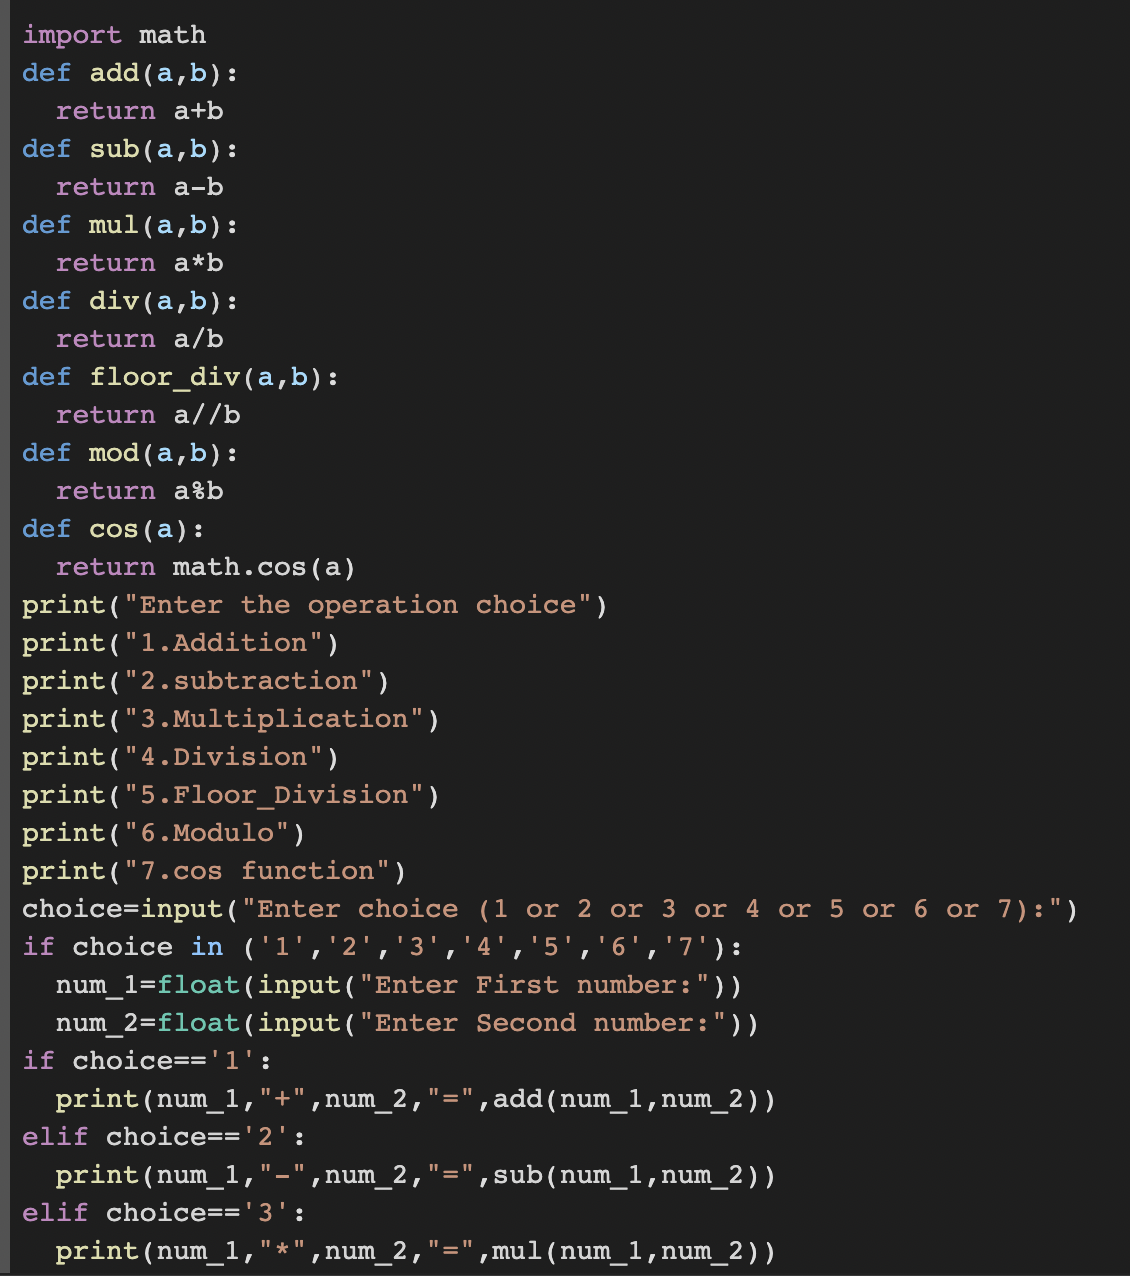 import math
def add(a,b):
  return a+b
def sub(a,b):
  return a-b
def mul(a,b):
  return a*b
def div(a,b):
  return a/b
def floor_div(a,b):
  return a//b
def mod(a,b):
  return a%b
def cos(a):
  return math.cos(a)
print("Enter the operation choice")
print("1.Addition")
print("2.subtraction")
print("3.Multiplication")
print("4.Division")
print("5.Floor_Division")
print("6.Modulo")
print("7.cos function")
choice=input("Enter choice (1 or 2 or 3 or 4 or 5 or 6 or 7):")
if choice in ('1','2','3','4','5','6','7'):
  num_1=float(input("Enter First number:"))
  num_2=float(input("Enter Second number:"))
if choice=='1':
  print(num_1,"+",num_2,"=",add(num_1,num_2))
elif choice=='2':
  print(num_1,"-",num_2,"=",sub(num_1,num_2))
elif choice=='3':
  print(num_1,"*",num_2,"=",mul(num_1,num_2))